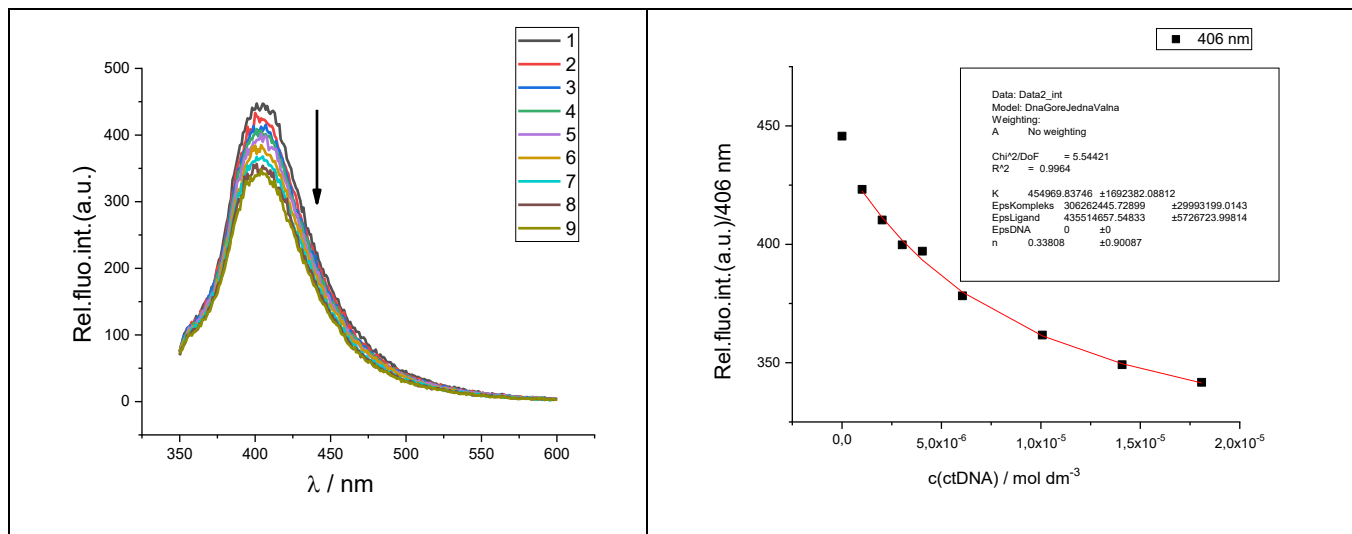 1
2
3
4
5
6
7
8
9
500
400
300
200
100
0
Rel.fluo.int.(a.u.)
350 400 450 500 550 600
λ / nm
406 nm
Data: Data2_int
Model: DnaGoreJednaValna
Weighting:
A No weighting
Chi^2/DoF = 5.54421
R^2 = 0.9964
K 454969.83746 ±1692382.08812
EpsKompleks 306262445.72899 ±29993199.0143
EpsLigand 435514657.54833 ±5726723.99814
EpsDNA 0 ±0
n 0.33808 ±0.90087
450
400
350
Rel.fluo.int.(a.u.)/406 nm
0,0 5,0x10⁻⁶ 1,0x10⁻⁵ 1,5x10⁻⁵ 2,0x10⁻⁵
c(ctDNA) / mol dm⁻³